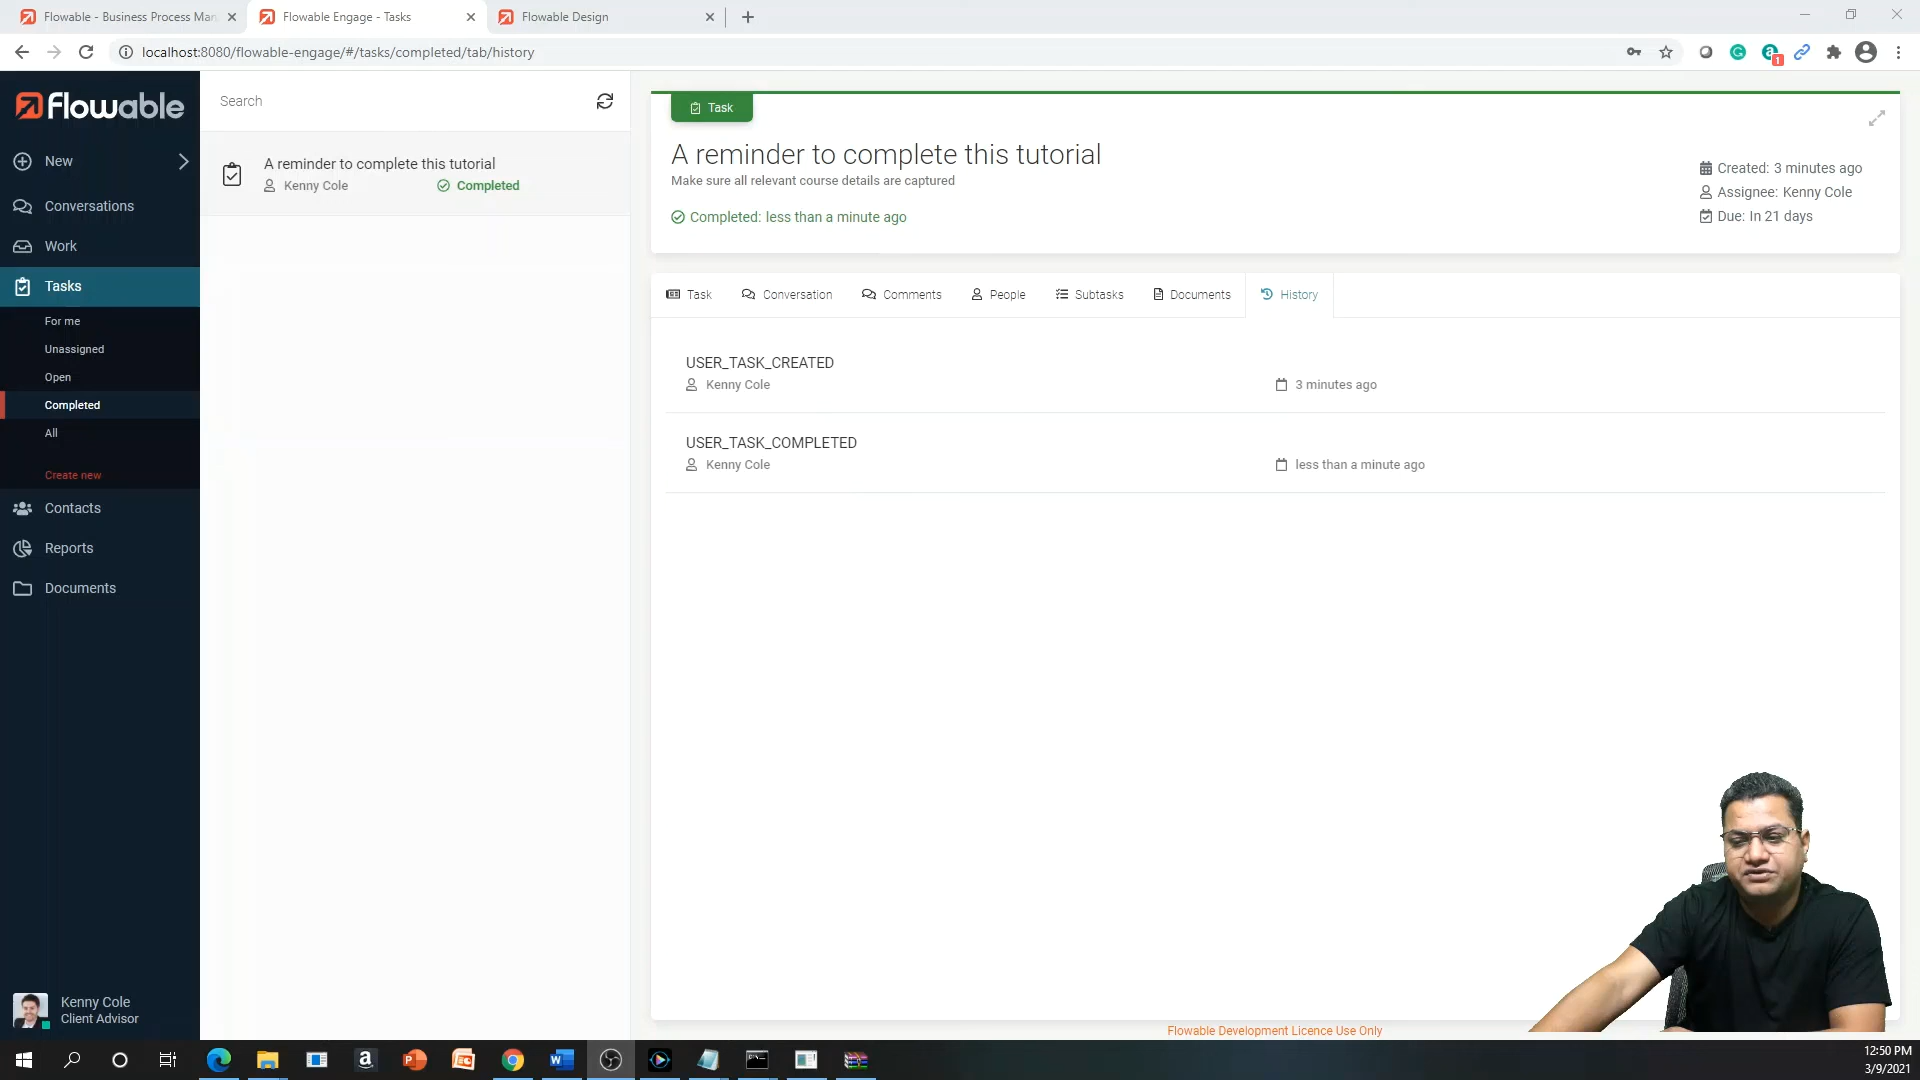 Flowable - Business Process Man
Flowable Engage - Tasks
Flowable Design
localhost:8080/flowable-engage/#/tasks/completed/tab/history
1
Flowable
New
Conversations
Work
Tasks
For me
Unassigned
Open
Completed
All
Create new
Contacts
Reports
Documents
Kenny Cole
Client Advisor
Search
A reminder to complete this tutorial
Kenny Cole
Completed
Task
A reminder to complete this tutorial
Make sure all relevant course details are captured
Completed: less than a minute ago
Created: 3 minutes ago
Assignee: Kenny Cole
Due: In 21 days
Task
Conversation
Comments
People
Subtasks
Documents
History
USER_TASK_CREATED
Kenny Cole
3 minutes ago
USER_TASK_COMPLETED
Kenny Cole
less than a minute ago
Flowable Development Licence Use Only
12:50 PM
3/9/2021